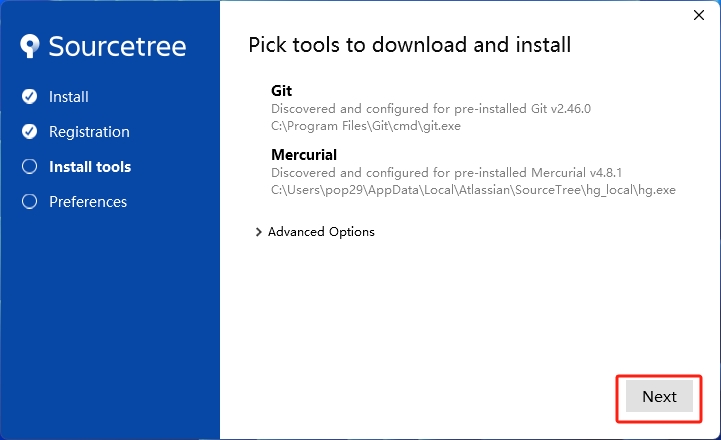 Sourcetree
Install
Registration
Install tools
Preferences
Pick tools to download and install
Git
Discovered and configured for pre-installed Git v2.46.0
C:\Program Files\Git\cmd\git.exe
Mercurial
Discovered and configured for pre-installed Mercurial v4.8.1
C:\Users\pop29\AppData\Local\Atlassian\SourceTree\hg_local\hg.exe
Advanced Options
Next